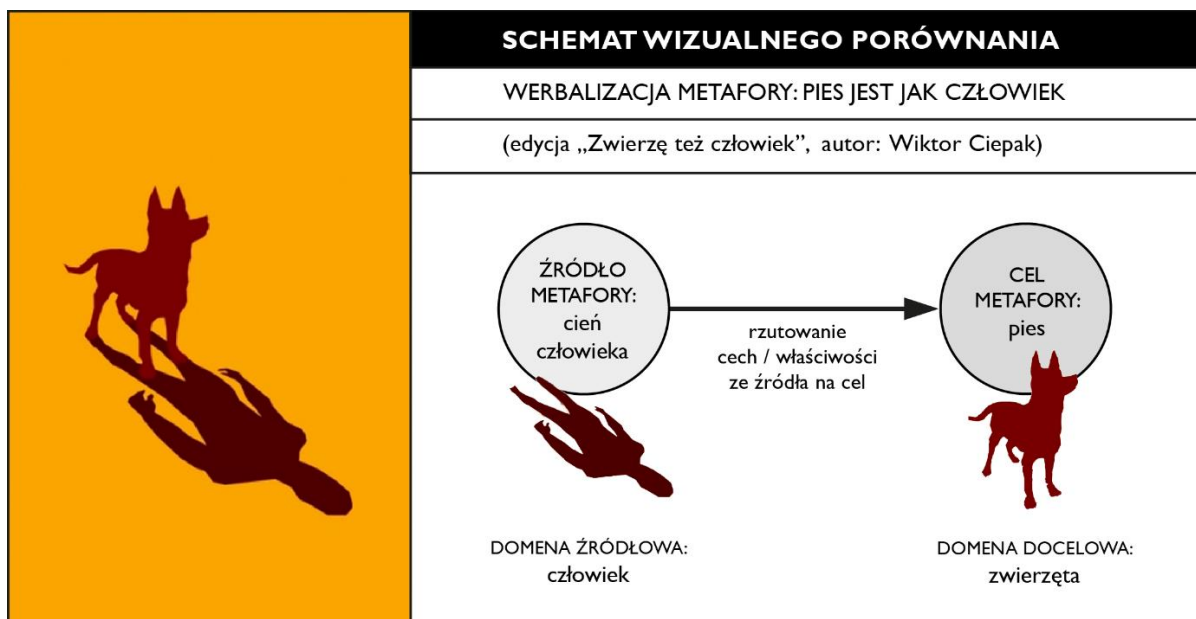 SCHEMAT WIZUALNEGO PORÓWNANIA
WERBALIZACJA METAFORY: PIES JEST JAK CZŁOWIEK
(edycja „Zwierzę też człowiek”, autor: Wiktor Ciepak)
ŹRÓDŁO
METAFORY:
cień
człowieka
rzutowanie
cech / właściwości
ze źródła na cel
CEL
METAFORY:
pies
DOMENA ŹRÓDŁOWA:
człowiek
DOMENA DOCELOWA:
zwierzęta